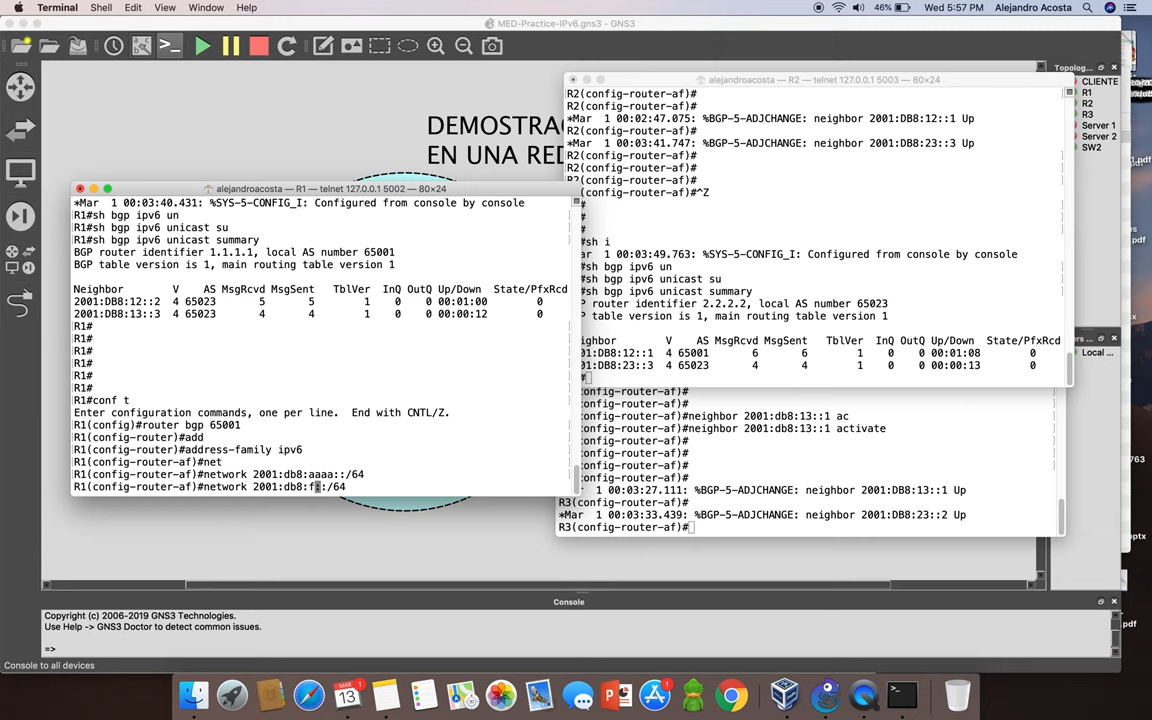 Terminal Shell Edit View Window Help 46% Wed 5:57 PM Alejandro Acosta
MED-Practice-IPv6.gns3 - GNS3
DEMOSTRA
EN UNA RED
alejandroacosta — R1 — telnet 127.0.0.1 5002 — 80×24
*Mar  1 00:03:40.431: %SYS-5-CONFIG_I: Configured from console by console
R1#sh bgp ipv6 un
R1#sh bgp ipv6 unicast su
R1#sh bgp ipv6 unicast summary
BGP router identifier 1.1.1.1, local AS number 65001
BGP table version is 1, main routing table version 1
Neighbor V AS MsgRcvd MsgSent TblVer InQ OutQ Up/Down State/PfxRcd
2001:DB8:12::2 4 65023 5 5 1 0 0 00:01:00 0
2001:DB8:13::3 4 65023 4 4 1 0 0 00:00:12 0
R1#
R1#
R1#
R1#
R1#
R1#
R1#conf t
Enter configuration commands, one per line.  End with CNTL/Z.
R1(config)#router bgp 65001
R1(config-router)#add
R1(config-router)#address-family ipv6
R1(config-router-af)#net
R1(config-router-af)#network 2001:db8:aaaa::/64
R1(config-router-af)#network 2001:db8:f::/64
alejandroacosta — R2 — telnet 127.0.0.1 5003 — 80×24
R2(config-router-af)#
R2(config-router-af)#
*Mar  1 00:02:47.075: %BGP-5-ADJCHANGE: neighbor 2001:DB8:12::1 Up
R2(config-router-af)#
*Mar  1 00:03:41.747: %BGP-5-ADJCHANGE: neighbor 2001:DB8:23::3 Up
R2(config-router-af)#
R2(config-router-af)#
R2(config-router-af)#
(config-router-af)#^Z
#
#
#
#sh i
ar  1 00:03:49.763: %SYS-5-CONFIG_I: Configured from console by console
#sh bgp ipv6 un
#sh bgp ipv6 unicast su
#sh bgp ipv6 unicast summary
P router identifier 2.2.2.2, local AS number 65023
P table version is 1, main routing table version 1
ighbor V AS MsgRcvd MsgSent TblVer InQ OutQ Up/Down State/PfxRcd
01:DB8:12::1 4 65001 6 6 1 0 0 00:01:08 0
01:DB8:23::3 4 65023 4 4 1 0 0 00:00:13 0
#
(config-router-af)#
(config-router-af)#
)#neighbor 2001:db8:13::1 ac
)#neighbor 2001:db8:13::1 activate
(config-router-af)#
(config-router-af)#
(config-router-af)#
(config-router-af)#
1 00:03:27.111: %BGP-5-ADJCHANGE: neighbor 2001:DB8:13::1 Up
R3(config-router-af)#
*Mar  1 00:03:33.439: %BGP-5-ADJCHANGE: neighbor 2001:DB8:23::2 Up
R3(config-router-af)#
Topolog...
CLIENTE
R1
R2
R3
Server 1
Server 2
SW2
rs ...
Local ...
Console
Copyright (c) 2006-2019 GNS3 Technologies.
Use Help -> GNS3 Doctor to detect common issues.
=>
Console to all devices